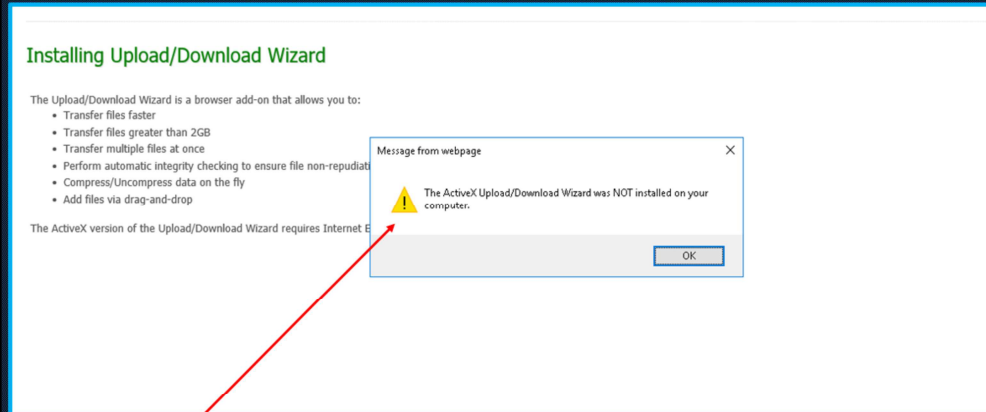 Installing Upload/Download Wizard
The Upload/Download Wizard is a browser add-on that allows you to:
• Transfer files faster
• Transfer files greater than 2GB
• Transfer multiple files at once
• Perform automatic integrity checking to ensure file non-repudiati
• Compress/Uncompress data on the fly
• Add files via drag-and-drop
The ActiveX version of the Upload/Download Wizard requires Internet E
Message from webpage
The ActiveX Upload/Download Wizard was NOT installed on your
computer.
OK